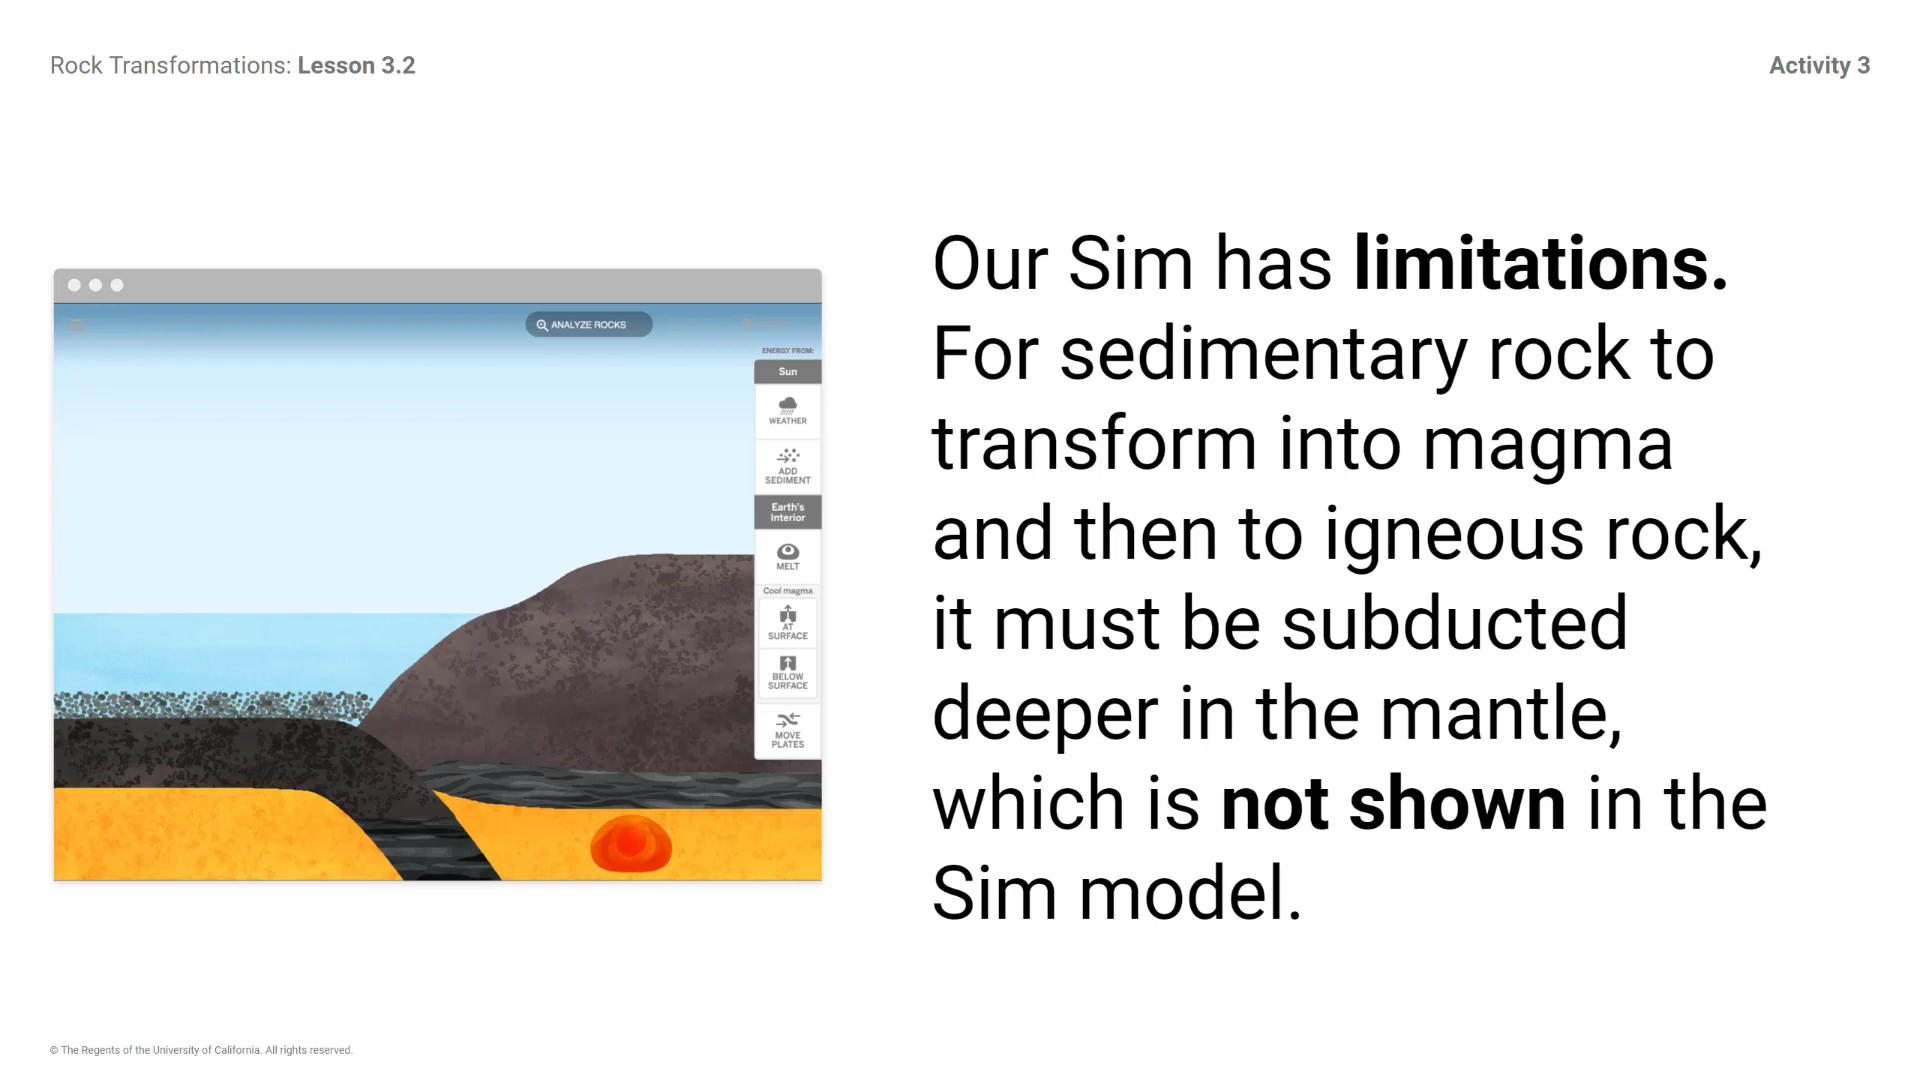 Rock Transformations: Lesson 3.2
Activity 3
ANALYZE ROCKS
ENERGY FROM:
Sun
WEATHER
ADD
SEDIMENT
Earth's
Interior
MELT
Cool magma
AT
SURFACE
BELOW
SURFACE
MOVE
PLATES
Our Sim has limitations.
For sedimentary rock to
transform into magma
and then to igneous rock,
it must be subducted
deeper in the mantle,
which is not shown in the
Sim model.
© The Regents of the University of California. All rights reserved.